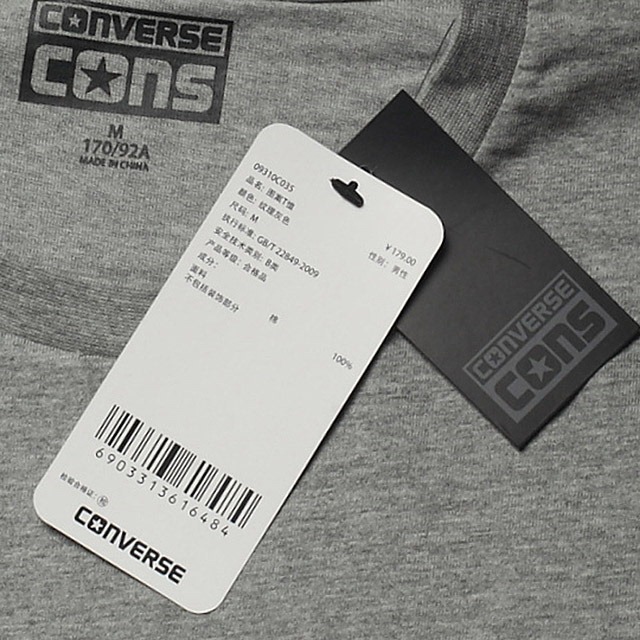 CONVERSE
CONS
M
170/92A
MADE IN CHINA
09310C035
品名: 图案T恤
颜色: 纹理灰色
尺码: M
执行标准: GB/T 22849-2009
安全技术类别: B类
产品等级: 合格品
成分:
面料
不包括装饰部分
棉
100%
¥179.00
性别: 男性
6903313616484
检验合格证:
CONVERSE
CONVERSE
CONS